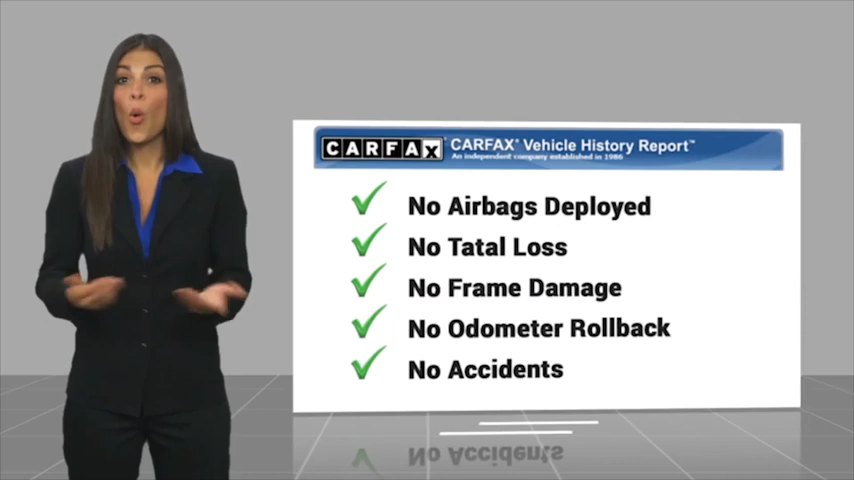 CARFAX CARFAX® Vehicle History Report™
An independent company established in 1986
No Airbags Deployed
No Tatal Loss
No Frame Damage
No Odometer Rollback
No Accidents
No Accidents